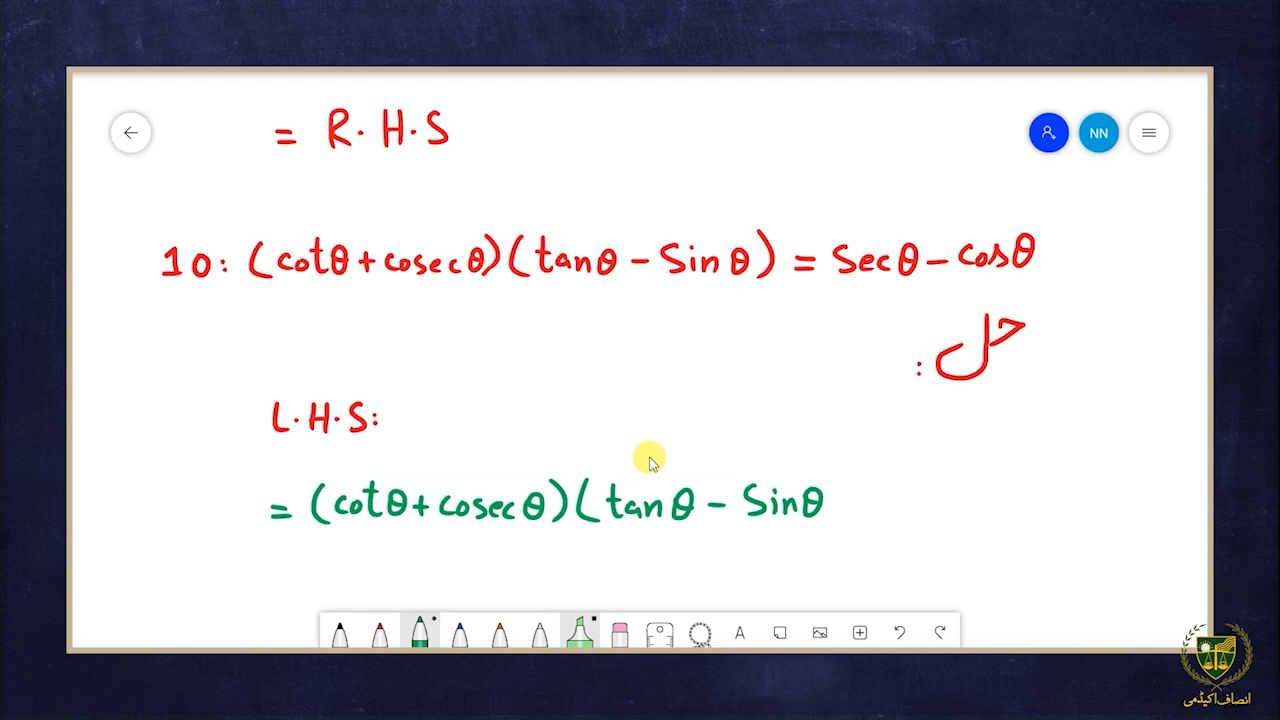 = R.H.S
NN
10: (cotθ+cosecθ)(tanθ - Sinθ) = Secθ - cosθ
حل :
L.H.S:
= (cotθ+cosecθ)(tanθ - Sinθ
A
انصاف اکیڈمی